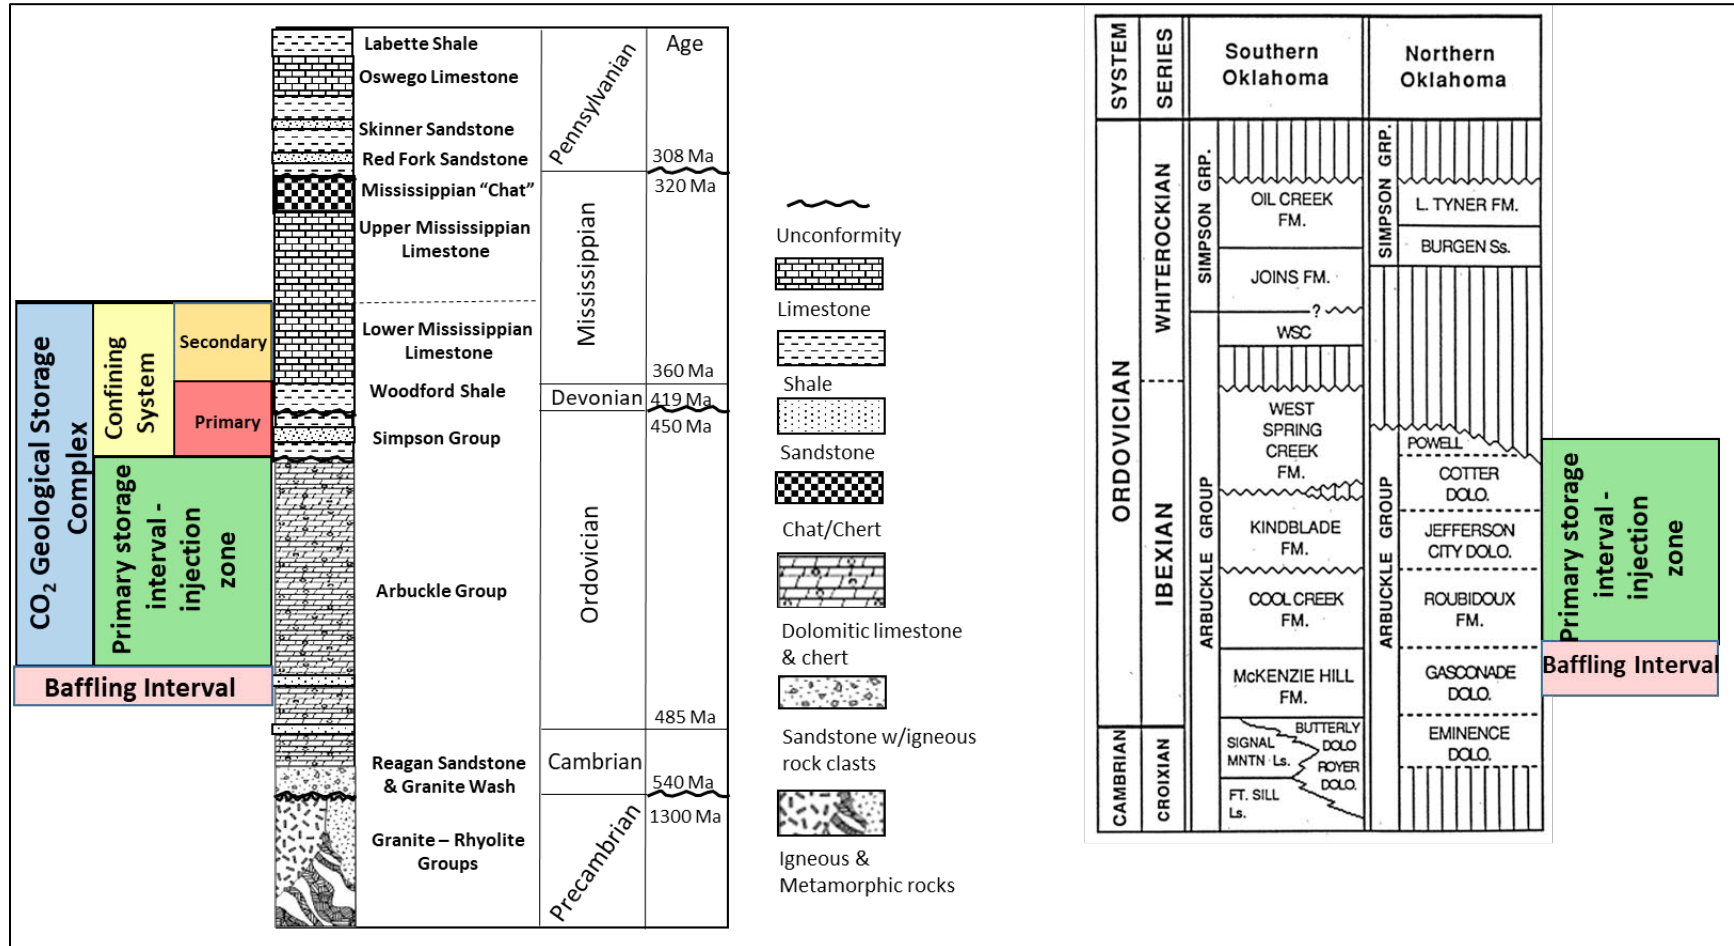 Labette Shale
Oswego Limestone
Skinner Sandstone
Red Fork Sandstone
Mississippian “Chat”
Upper Mississippian
Limestone
Lower Mississippian
Limestone
Woodford Shale
Simpson Group
Arbuckle Group
Reagan Sandstone
& Granite Wash
Granite – Rhyolite
Groups
Pennsylvanian
Mississippian
Devonian
Ordovician
Cambrian
Precambrian
Age
308 Ma
320 Ma
360 Ma
419 Ma
450 Ma
485 Ma
540 Ma
1300 Ma
CO2 Geological Storage
Complex
Confining
System
Secondary
Primary
Primary storage
interval -
injection
zone
Baffling Interval
Unconformity
Limestone
Shale
Sandstone
Chat/Chert
Dolomitic limestone
& chert
Sandstone w/igneous
rock clasts
Igneous &
Metamorphic rocks
SYSTEM
SERIES
Southern
Oklahoma
Northern
Oklahoma
ORDOVICIAN
CAMBRIAN
WHITEROCKIAN
IBEXIAN
CROIXIAN
SIMPSON GRP.
ARBUCKLE GROUP
OIL CREEK
FM.
JOINS FM.
?
WSC
WEST
SPRING
CREEK
FM.
KINDBLADE
FM.
COOL CREEK
FM.
McKENZIE HILL
FM.
BUTTERLY
DOLO
SIGNAL
MNTN Ls.
ROYER
DOLO.
FT. SILL
Ls.
SIMPSON GRP.
ARBUCKLE GROUP
L. TYNER FM.
BURGEN Ss.
POWELL
COTTER
DOLO.
JEFFERSON
CITY DOLO.
ROUBIDOUX
FM.
GASCONADE
DOLO.
EMINENCE
DOLO.
Primary storage
interval -
injection
zone
Baffling Interval